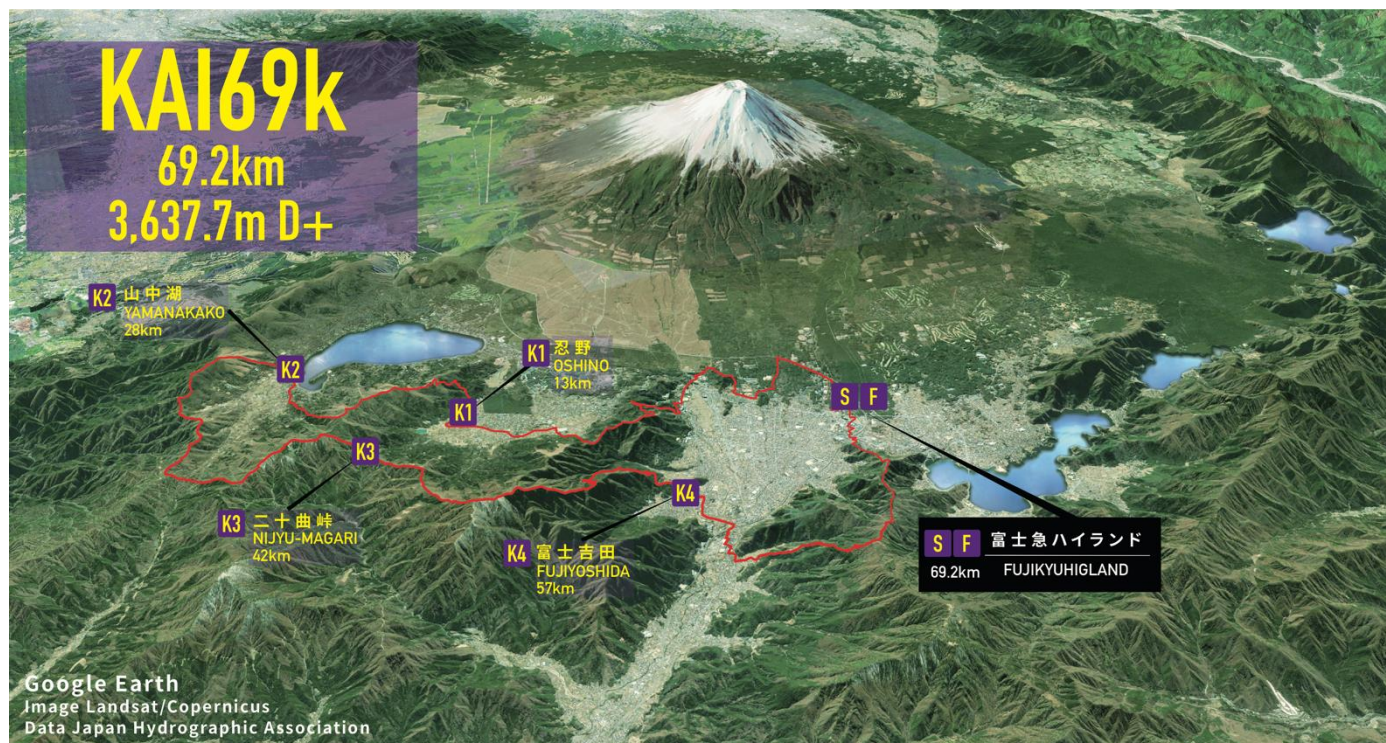 KAI69k
69.2km
3,637.7m D+
K2 山中湖
YAMANAKAKO
28km
K2
K1 忍野
OSHINO
13km
K1
S F
K3
K3 二十曲峠
NIJYU-MAGARI
42km
K4
K4 富士吉田
FUJIYOSHIDA
57km
S F 富士急ハイランド
69.2km FUJIKYUHIGLAND
Google Earth
Image Landsat/Copernicus
Data Japan Hydrographic Association